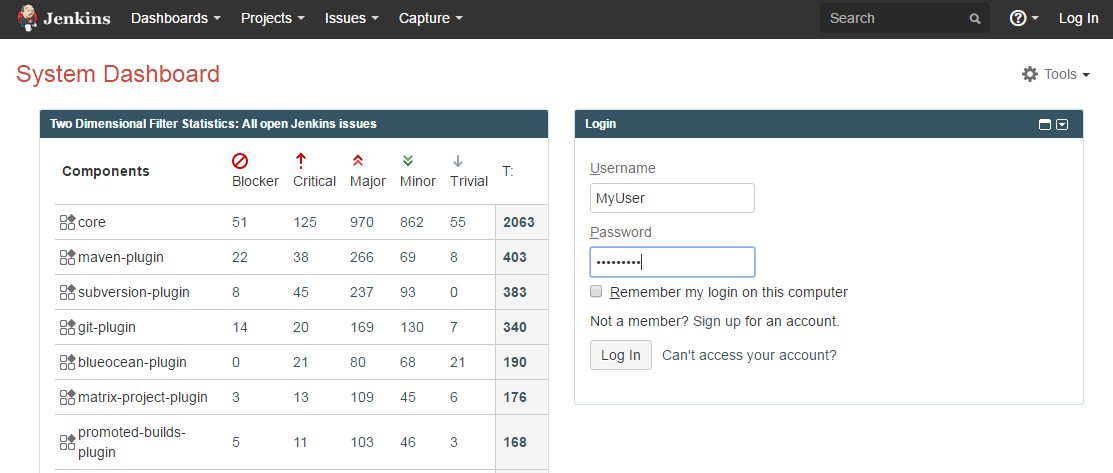 Jenkins Dashboards Projects Issues Capture Search Log In
System Dashboard Tools
Two Dimensional Filter Statistics: All open Jenkins issues
Components Blocker Critical Major Minor Trivial T:
core 51 125 970 862 55 2063
maven-plugin 22 38 266 69 8 403
subversion-plugin 8 45 237 93 0 383
git-plugin 14 20 169 130 7 340
blueocean-plugin 0 21 80 68 21 190
matrix-project-plugin 3 13 109 45 6 176
promoted-builds-
plugin 5 11 103 46 3 168
Login
Username
MyUser
Password
•••••••••
Remember my login on this computer
Not a member? Sign up for an account.
Log In Can't access your account?